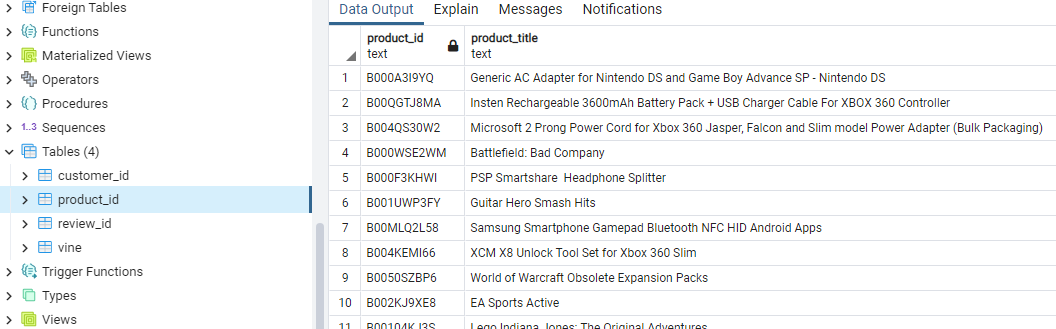 Foreign Tables
Functions
Materialized Views
Operators
Procedures
1..3 Sequences
Tables (4)
customer_id
product_id
review_id
vine
Trigger Functions
Types
Views
Data Output Explain Messages Notifications
product_id product_title
text text
1 B000A3I9YQ Generic AC Adapter for Nintendo DS and Game Boy Advance SP - Nintendo DS
2 B00QGTJ8MA Insten Rechargeable 3600mAh Battery Pack + USB Charger Cable For XBOX 360 Controller
3 B004QS30W2 Microsoft 2 Prong Power Cord for Xbox 360 Jasper, Falcon and Slim model Power Adapter (Bulk Packaging)
4 B000WSE2WM Battlefield: Bad Company
5 B000F3KHWI PSP Smartshare Headphone Splitter
6 B001UWP3FY Guitar Hero Smash Hits
7 B00MLQ2L58 Samsung Smartphone Gamepad Bluetooth NFC HID Android Apps
8 B004KEMI66 XCM X8 Unlock Tool Set for Xbox 360 Slim
9 B0050SZBP6 World of Warcraft Obsolete Expansion Packs
10 B002KJ9XE8 EA Sports Active
11 B00104KJ3S Lego Indiana Jones: The Original Adventures